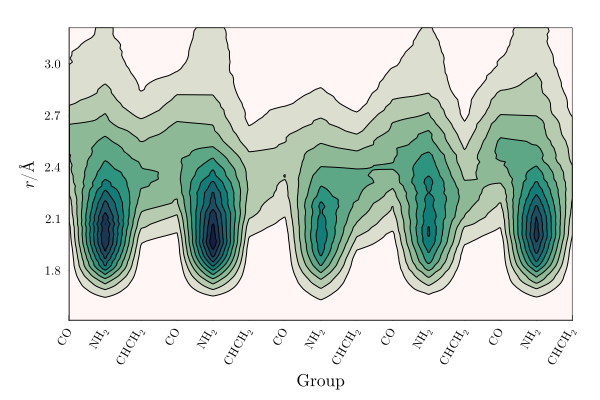 3.0
2.7
2.4
2.1
1.8
r/Å
CO
NH₂
CHCH₂
CO
NH₂
CHCH₂
CO
NH₂
CHCH₂
CO
NH₂
CHCH₂
CO
NH₂
CHCH₂
Group